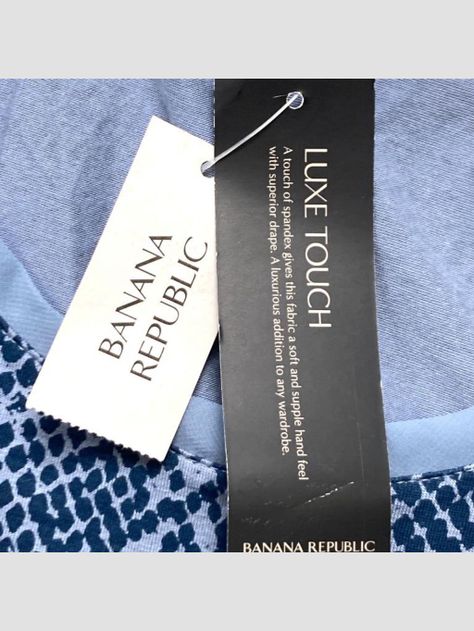 BANANA
REPUBLIC
LUXE TOUCH
A touch of spandex gives this fabric a soft and supple hand feel
with superior drape. A luxurious addition to any wardrobe.
BANANA REPUBLIC